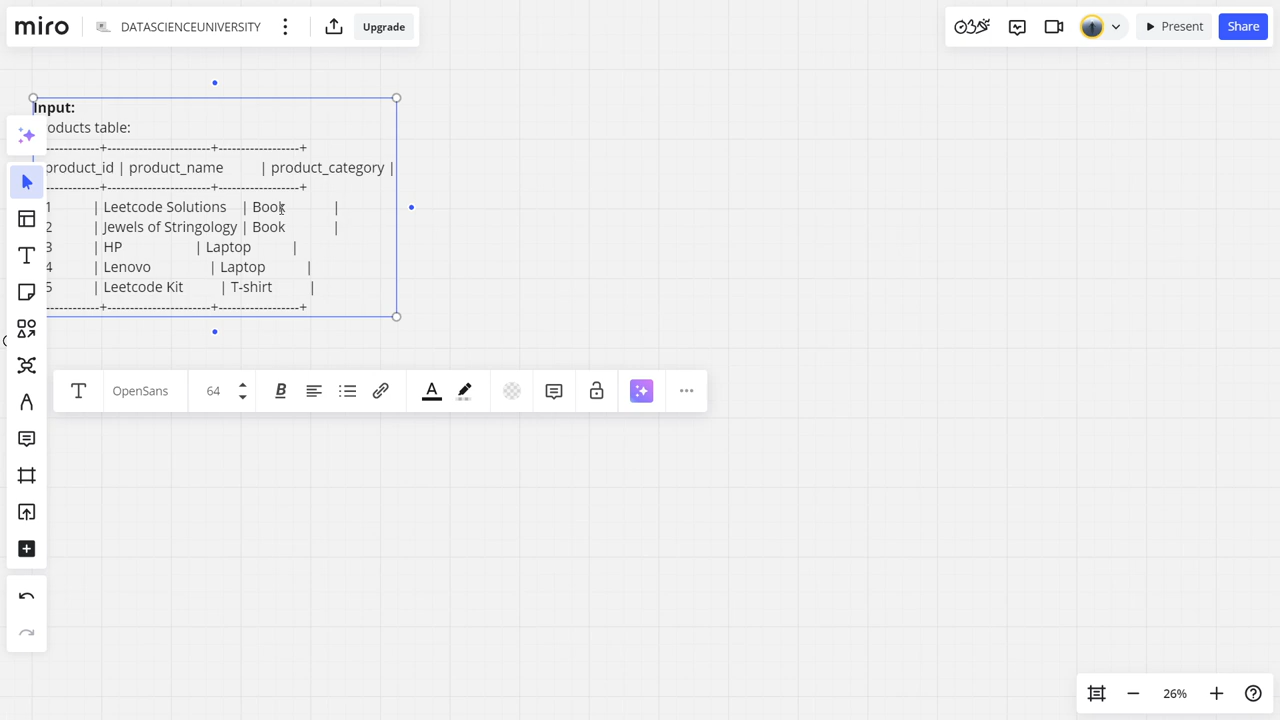 miro
DATASCIENCEUNIVERSITY
Upgrade
Present
Share
Input:
oducts table:
------------+----------------------+-----------------+
product_id | product_name | product_category |
------------+----------------------+-----------------+
1 | Leetcode Solutions | Book |
2 | Jewels of Stringology | Book |
3 | HP | Laptop |
4 | Lenovo | Laptop |
5 | Leetcode Kit | T-shirt |
------------+----------------------+-----------------+
OpenSans
64
B
A
26%